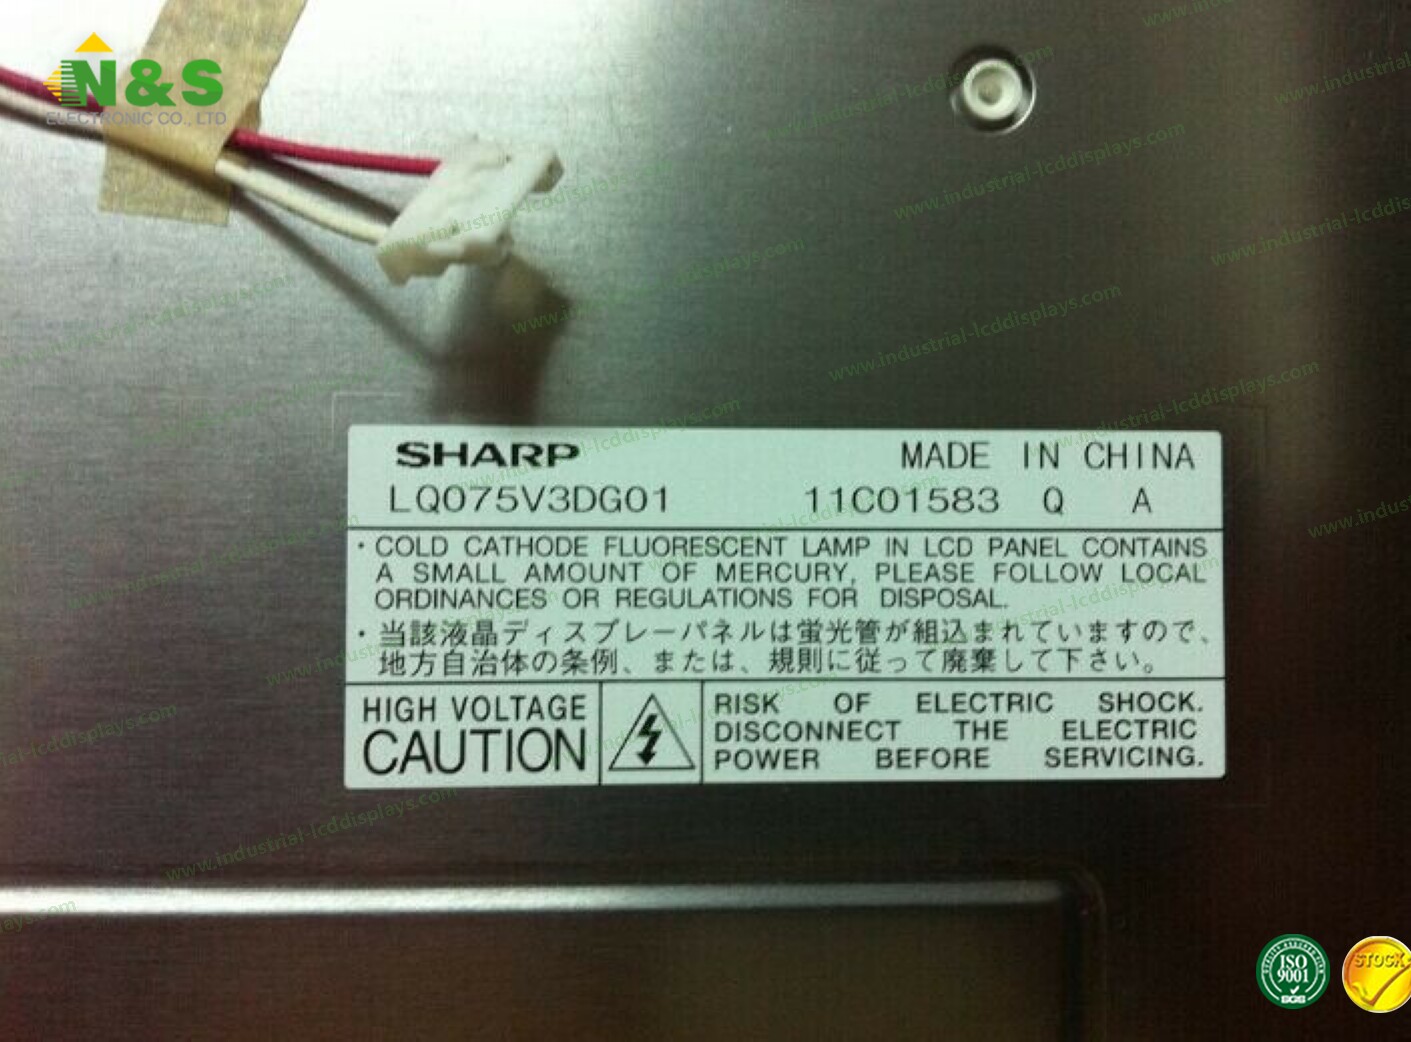 N&S
ELECTRONIC CO., LTD
SHARP MADE IN CHINA
LQ075V3DG01 11C01583 Q A
・COLD CATHODE FLUORESCENT LAMP IN LCD PANEL CONTAINS
A SMALL AMOUNT OF MERCURY, PLEASE FOLLOW LOCAL
ORDINANCES OR REGULATIONS FOR DISPOSAL.
・当該液晶ディスプレーパネルは蛍光管が組込まれていますので、
地方自治体の条例、または、規則に従って廃棄して下さい。
HIGH VOLTAGE
CAUTION
RISK OF ELECTRIC SHOCK.
DISCONNECT THE ELECTRIC
POWER BEFORE SERVICING.
www.industrial-lcddisplays.com
ISO
9001
SGS
STOCK